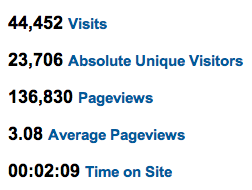 44,452 Visits
23,706 Absolute Unique Visitors
136,830 Pageviews
3.08 Average Pageviews
00:02:09 Time on Site